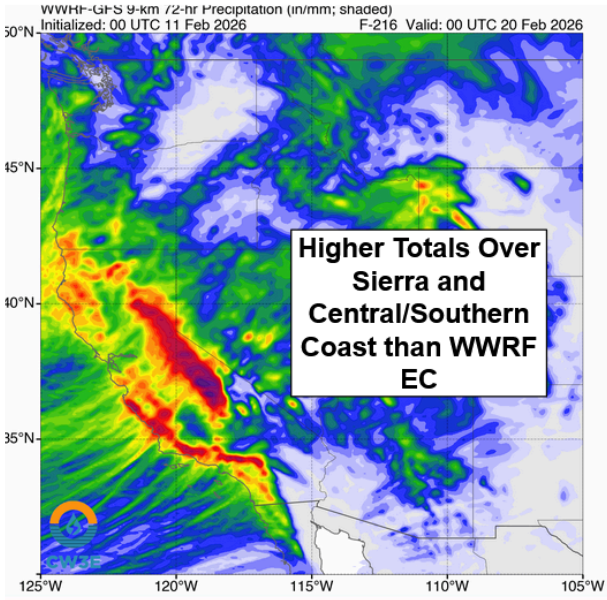 WWRF-GFS 9-km 72-hr Precipitation (in/mm; shaded)
Initialized: 00 UTC 11 Feb 2026 F-216 Valid: 00 UTC 20 Feb 2026
50°N
45°N
Higher Totals Over
Sierra and
Central/Southern
Coast than WWRF
EC
40°N
35°N
CW3E
125°W 120°W 115°W 110°W 105°W